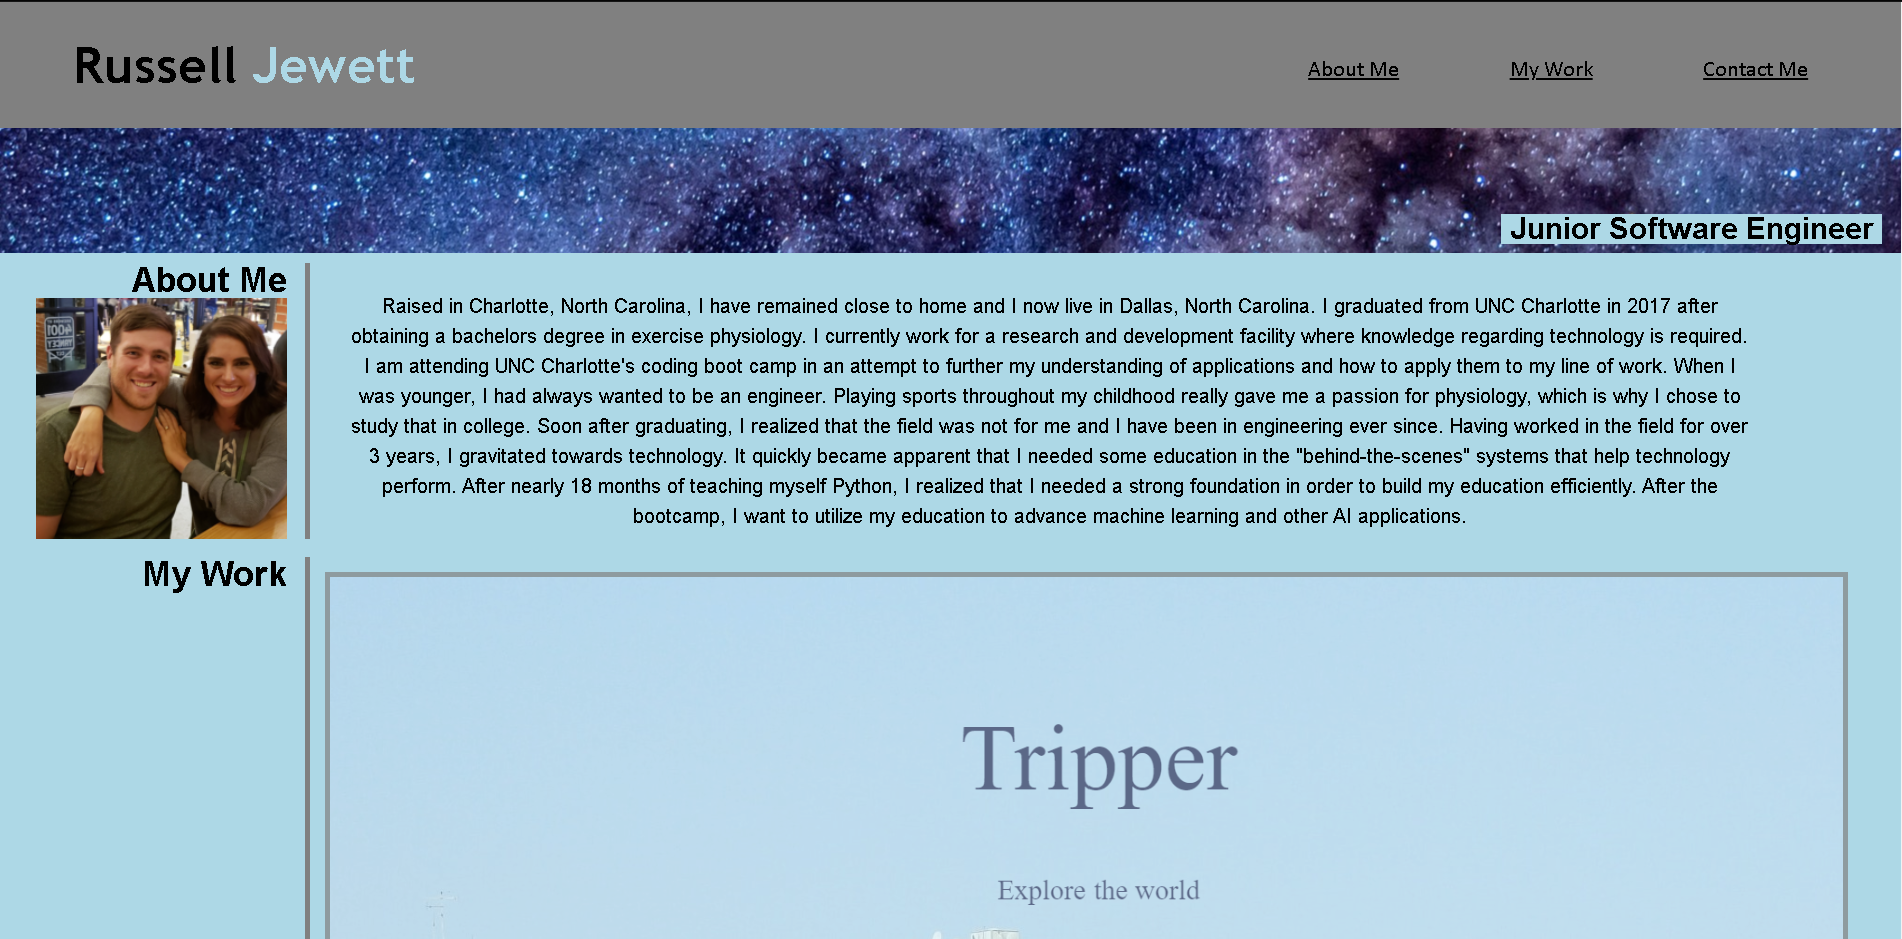 Russell Jewett
About Me
My Work
Contact Me
Junior Software Engineer
About Me
Raised in Charlotte, North Carolina, I have remained close to home and I now live in Dallas, North Carolina. I graduated from UNC Charlotte in 2017 after
obtaining a bachelors degree in exercise physiology. I currently work for a research and development facility where knowledge regarding technology is required.
I am attending UNC Charlotte's coding boot camp in an attempt to further my understanding of applications and how to apply them to my line of work. When I
was younger, I had always wanted to be an engineer. Playing sports throughout my childhood really gave me a passion for physiology, which is why I chose to
study that in college. Soon after graduating, I realized that the field was not for me and I have been in engineering ever since. Having worked in the field for over
3 years, I gravitated towards technology. It quickly became apparent that I needed some education in the "behind-the-scenes" systems that help technology
perform. After nearly 18 months of teaching myself Python, I realized that I needed a strong foundation in order to build my education efficiently. After the
bootcamp, I want to utilize my education to advance machine learning and other AI applications.
My Work
Tripper
Explore the world